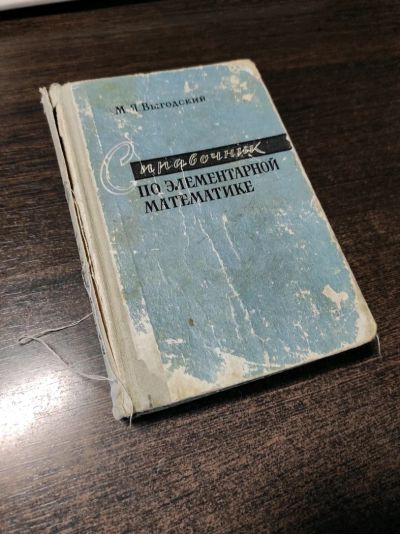 М. Я. Выгодский
Справочник
ПО ЭЛЕМЕНТАРНОЙ
МАТЕМАТИКЕ